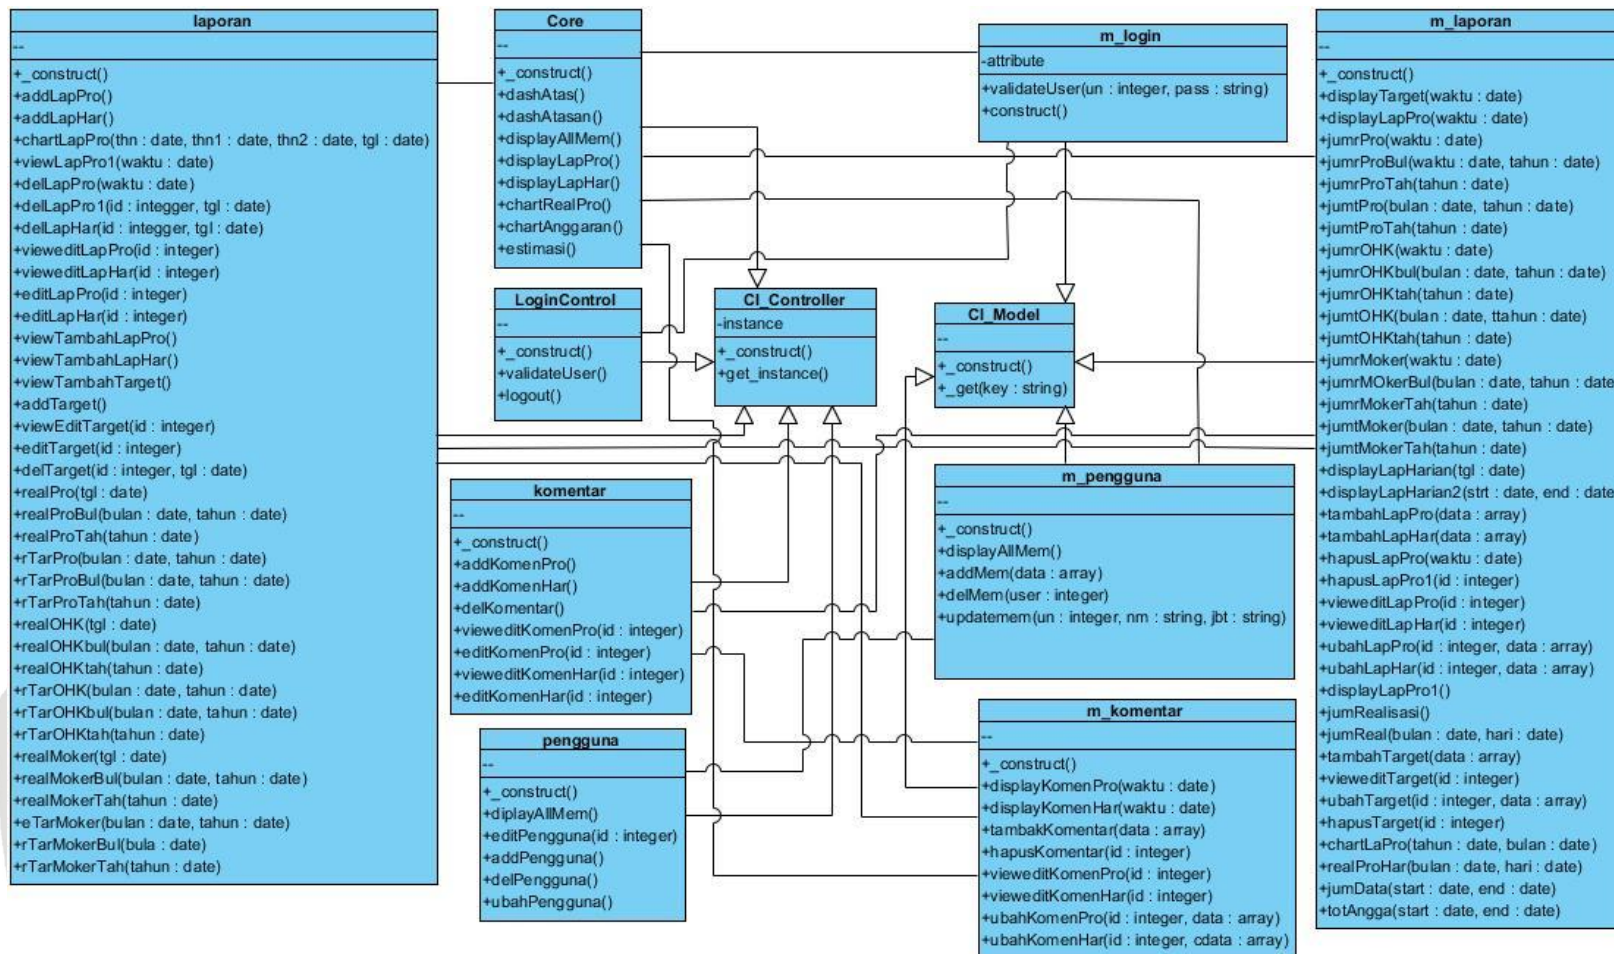 laporan
--
+_construct()
+addLapPro()
+addLapHar()
+chartLapPro(thn : date, thn1 : date, thn2 : date, tgl : date)
+viewLapPro1(waktu : date)
+delLapPro(waktu : date)
+delLapPro1(id : integger, tgl : date)
+delLapHar(id : integger, tgl : date)
+vieweditLapPro(id : integer)
+vieweditLapHar(id : integer)
+editLapPro(id : integer)
+editLapHar(id : integer)
+viewTambahLapPro()
+viewTambahLapHar()
+viewTambahTarget()
+addTarget()
+viewEditTarget(id : integer)
+editTarget(id : integer)
+delTarget(id : integer, tgl : date)
+realPro(tgl : date)
+realProBul(bulan : date, tahun : date)
+realProTah(tahun : date)
+rTarPro(bulan : date, tahun : date)
+rTarProBul(bulan : date, tahun : date)
+rTarProTah(tahun : date)
+realOHK(tgl : date)
+realOHKbul(bulan : date, tahun : date)
+realOHKtah(tahun : date)
+rTarOHK(bulan : date, tahun : date)
+rTarOHKbul(bulan : date, tahun : date)
+rTarOHKtah(tahun : date)
+realMoker(tgl : date)
+realMokerBul(bulan : date, tahun : date)
+realMokerTah(tahun : date)
+eTarMoker(bulan : date, tahun : date)
+rTarMokerBul(bula : date)
+rTarMokerTah(tahun : date)
Core
--
+_construct()
+dashAtas()
+dashAtasan()
+displayAllMem()
+displayLapPro()
+displayLapHar()
+chartRealPro()
+chartAnggaran()
+estimasi()
LoginControl
--
+_construct()
+validateUser()
+logout()
CI_Controller
-instance
+_construct()
+get_instance()
komentar
--
+_construct()
+addKomenPro()
+addKomenHar()
+delKomentar()
+vieweditKomenPro(id : integer)
+editKomenPro(id : integer)
+vieweditKomenHar(id : integer)
+editKomenHar(id : integer)
pengguna
--
+_construct()
+diplayAllMem()
+editPengguna(id : integer)
+addPengguna()
+delPengguna()
+ubahPengguna()
m_login
-attribute
+validateUser(un : integer, pass : string)
+construct()
CI_Model
--
+_construct()
+_get(key : string)
m_pengguna
--
+_construct()
+displayAllMem()
+addMem(data : array)
+delMem(user : integer)
+updatemem(un : integer, nm : string, jbt : string)
m_komentar
--
+_construct()
+displayKomenPro(waktu : date)
+displayKomenHar(waktu : date)
+tambakKomentar(data : array)
+hapusKomentar(id : integer)
+vieweditKomenPro(id : integer)
+vieweditKomenHar(id : integer)
+ubahKomenPro(id : integer, data : array)
+ubahKomenHar(id : integer, cdata : array)
m_laporan
--
+_construct()
+displayTarget(waktu : date)
+displayLapPro(waktu : date)
+jumrPro(waktu : date)
+jumrProBul(waktu : date, tahun : date)
+jumrProTah(tahun : date)
+jumtPro(bulan : date, tahun : date)
+jumtProTah(tahun : date)
+jumrOHK(waktu : date)
+jumrOHKbul(bulan : date, tahun : date)
+jumrOHKtah(tahun : date)
+jumtOHK(bulan : date, ttahun : date)
+jumtOHKtah(tahun : date)
+jumrMoker(waktu : date)
+jumrMOkerBul(bulan : date, tahun : date
+jumrMokerTah(tahun : date)
+jumtMoker(bulan : date, tahun : date)
+jumtMokerTah(tahun : date)
+displayLapHarian(tgl : date)
+displayLapHarian2(strt : date, end : date
+tambahLapPro(data : array)
+tambahLapHar(data : array)
+hapusLapPro(waktu : date)
+hapusLapPro1(id : integer)
+vieweditLapPro(id : integer)
+vieweditLapHar(id : integer)
+ubahLapPro(id : integer, data : array)
+ubahLapHar(id : integer, data : array)
+displayLapPro1()
+jumRealisasi()
+jumReal(bulan : date, hari : date)
+tambahTarget(data : array)
+vieweditTarget(id : integer)
+ubahTarget(id : integer, data : array)
+hapusTarget(id : integer)
+chartLaPro(tahun : date, bulan : date)
+realProHar(bulan : date, hari : date)
+jumData(start : date, end : date)
+totAngga(start : date, end : date)